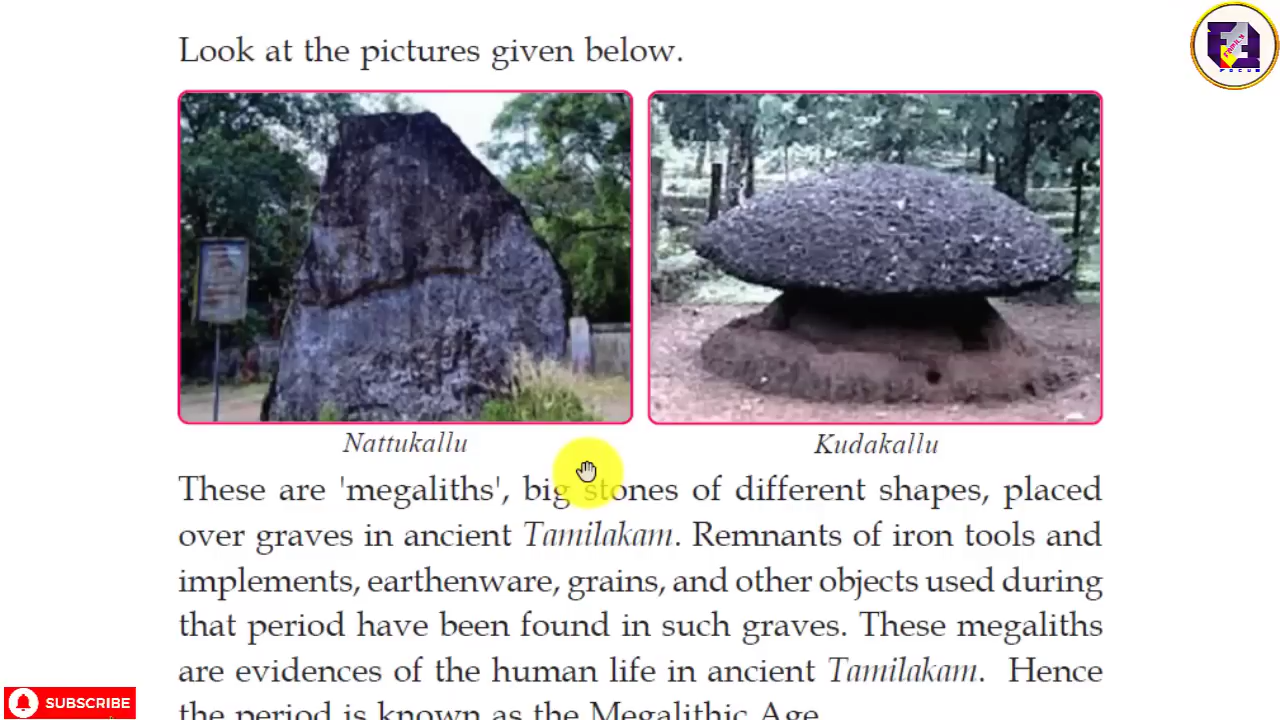 Look at the pictures given below.
Nattukallu
Kudakallu
These are 'megaliths', big stones of different shapes, placed
over graves in ancient Tamilakam. Remnants of iron tools and
implements, earthenware, grains, and other objects used during
that period have been found in such graves. These megaliths
are evidences of the human life in ancient Tamilakam. Hence
the period is known as the Megalithic Age.
SUBSCRIBE